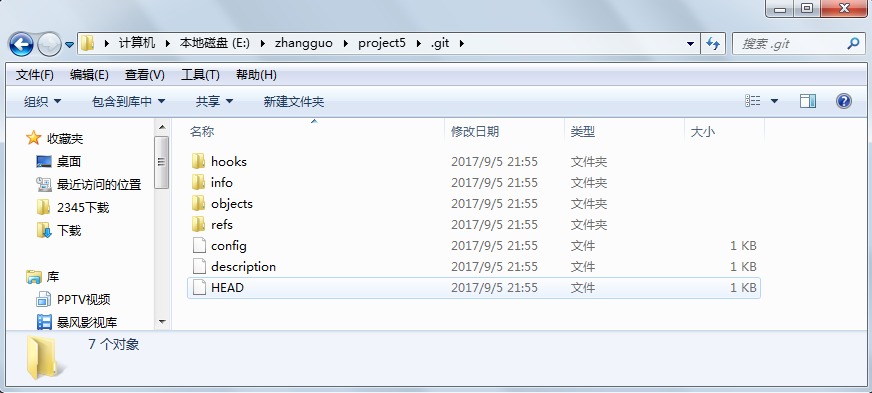 计算机 本地磁盘 (E:) zhangguo project5 .git
搜索 .git
文件(F) 编辑(E) 查看(V) 工具(T) 帮助(H)
组织 包含到库中 共享 新建文件夹
名称 修改日期 类型 大小
收藏夹
桌面
最近访问的位置
2345下载
下载
库
PPTV视频
暴风影视库
hooks 2017/9/5 21:55 文件夹
info 2017/9/5 21:55 文件夹
objects 2017/9/5 21:55 文件夹
refs 2017/9/5 21:55 文件夹
config 2017/9/5 21:55 文件 1 KB
description 2017/9/5 21:55 文件 1 KB
HEAD 2017/9/5 21:55 文件 1 KB
7 个对象